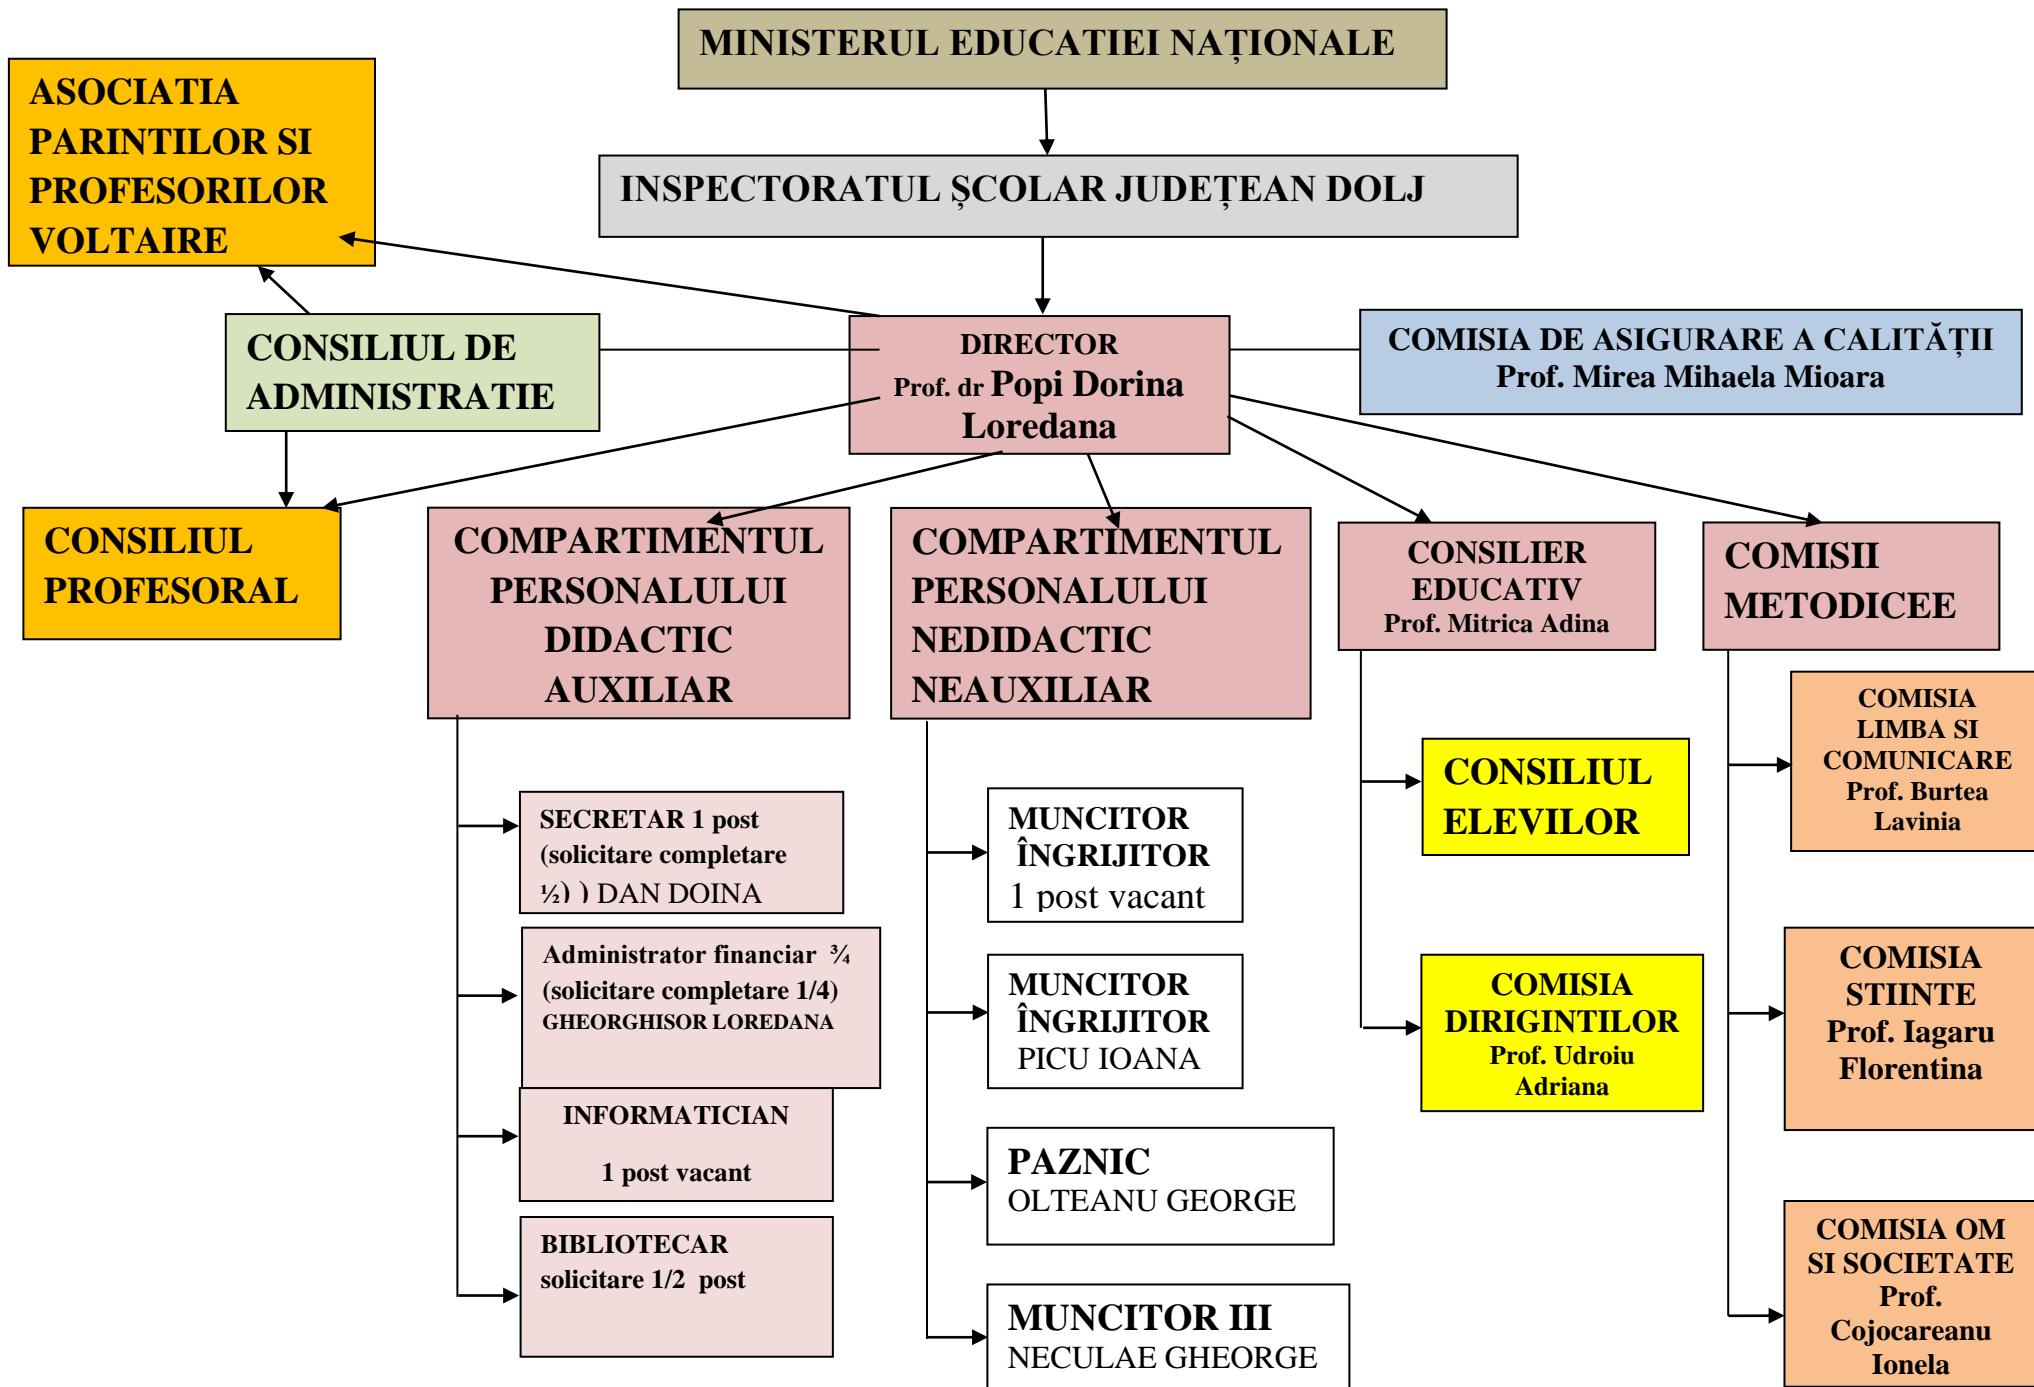 MINISTERUL EDUCATIEI NAȚIONALE
ASOCIATIA
PARINTILOR SI
PROFESORILOR
VOLTAIRE
INSPECTORATUL ȘCOLAR JUDEȚEAN DOLJ
CONSILIUL DE
ADMINISTRATIE
DIRECTOR
Prof. dr Popi Dorina
Loredana
COMISIA DE ASIGURARE A CALITĂȚII
Prof. Mirea Mihaela Mioara
CONSILIUL
PROFESORAL
COMPARTIMENTUL
PERSONALULUI
DIDACTIC
AUXILIAR
COMPARTIMENTUL
PERSONALULUI
NEDIDACTIC
NEAUXILIAR
CONSILIER
EDUCATIV
Prof. Mitrica Adina
COMISII
METODICEE
SECRETAR 1 post
(solicitare completare
½) ) DAN DOINA
Administrator financiar ¾
(solicitare completare 1/4)
GHEORGHISOR LOREDANA
INFORMATICIAN
1 post vacant
BIBLIOTECAR
solicitare 1/2 post
MUNCITOR
ÎNGRIJITOR
1 post vacant
MUNCITOR
ÎNGRIJITOR
PICU IOANA
PAZNIC
OLTEANU GEORGE
MUNCITOR III
NECULAE GHEORGE
CONSILIUL
ELEVILOR
COMISIA
DIRIGINTILOR
Prof. Udroiu
Adriana
COMISIA
LIMBA SI
COMUNICARE
Prof. Burtea
Lavinia
COMISIA
STIINTE
Prof. Iagaru
Florentina
COMISIA OM
SI SOCIETATE
Prof.
Cojocareanu
Ionela